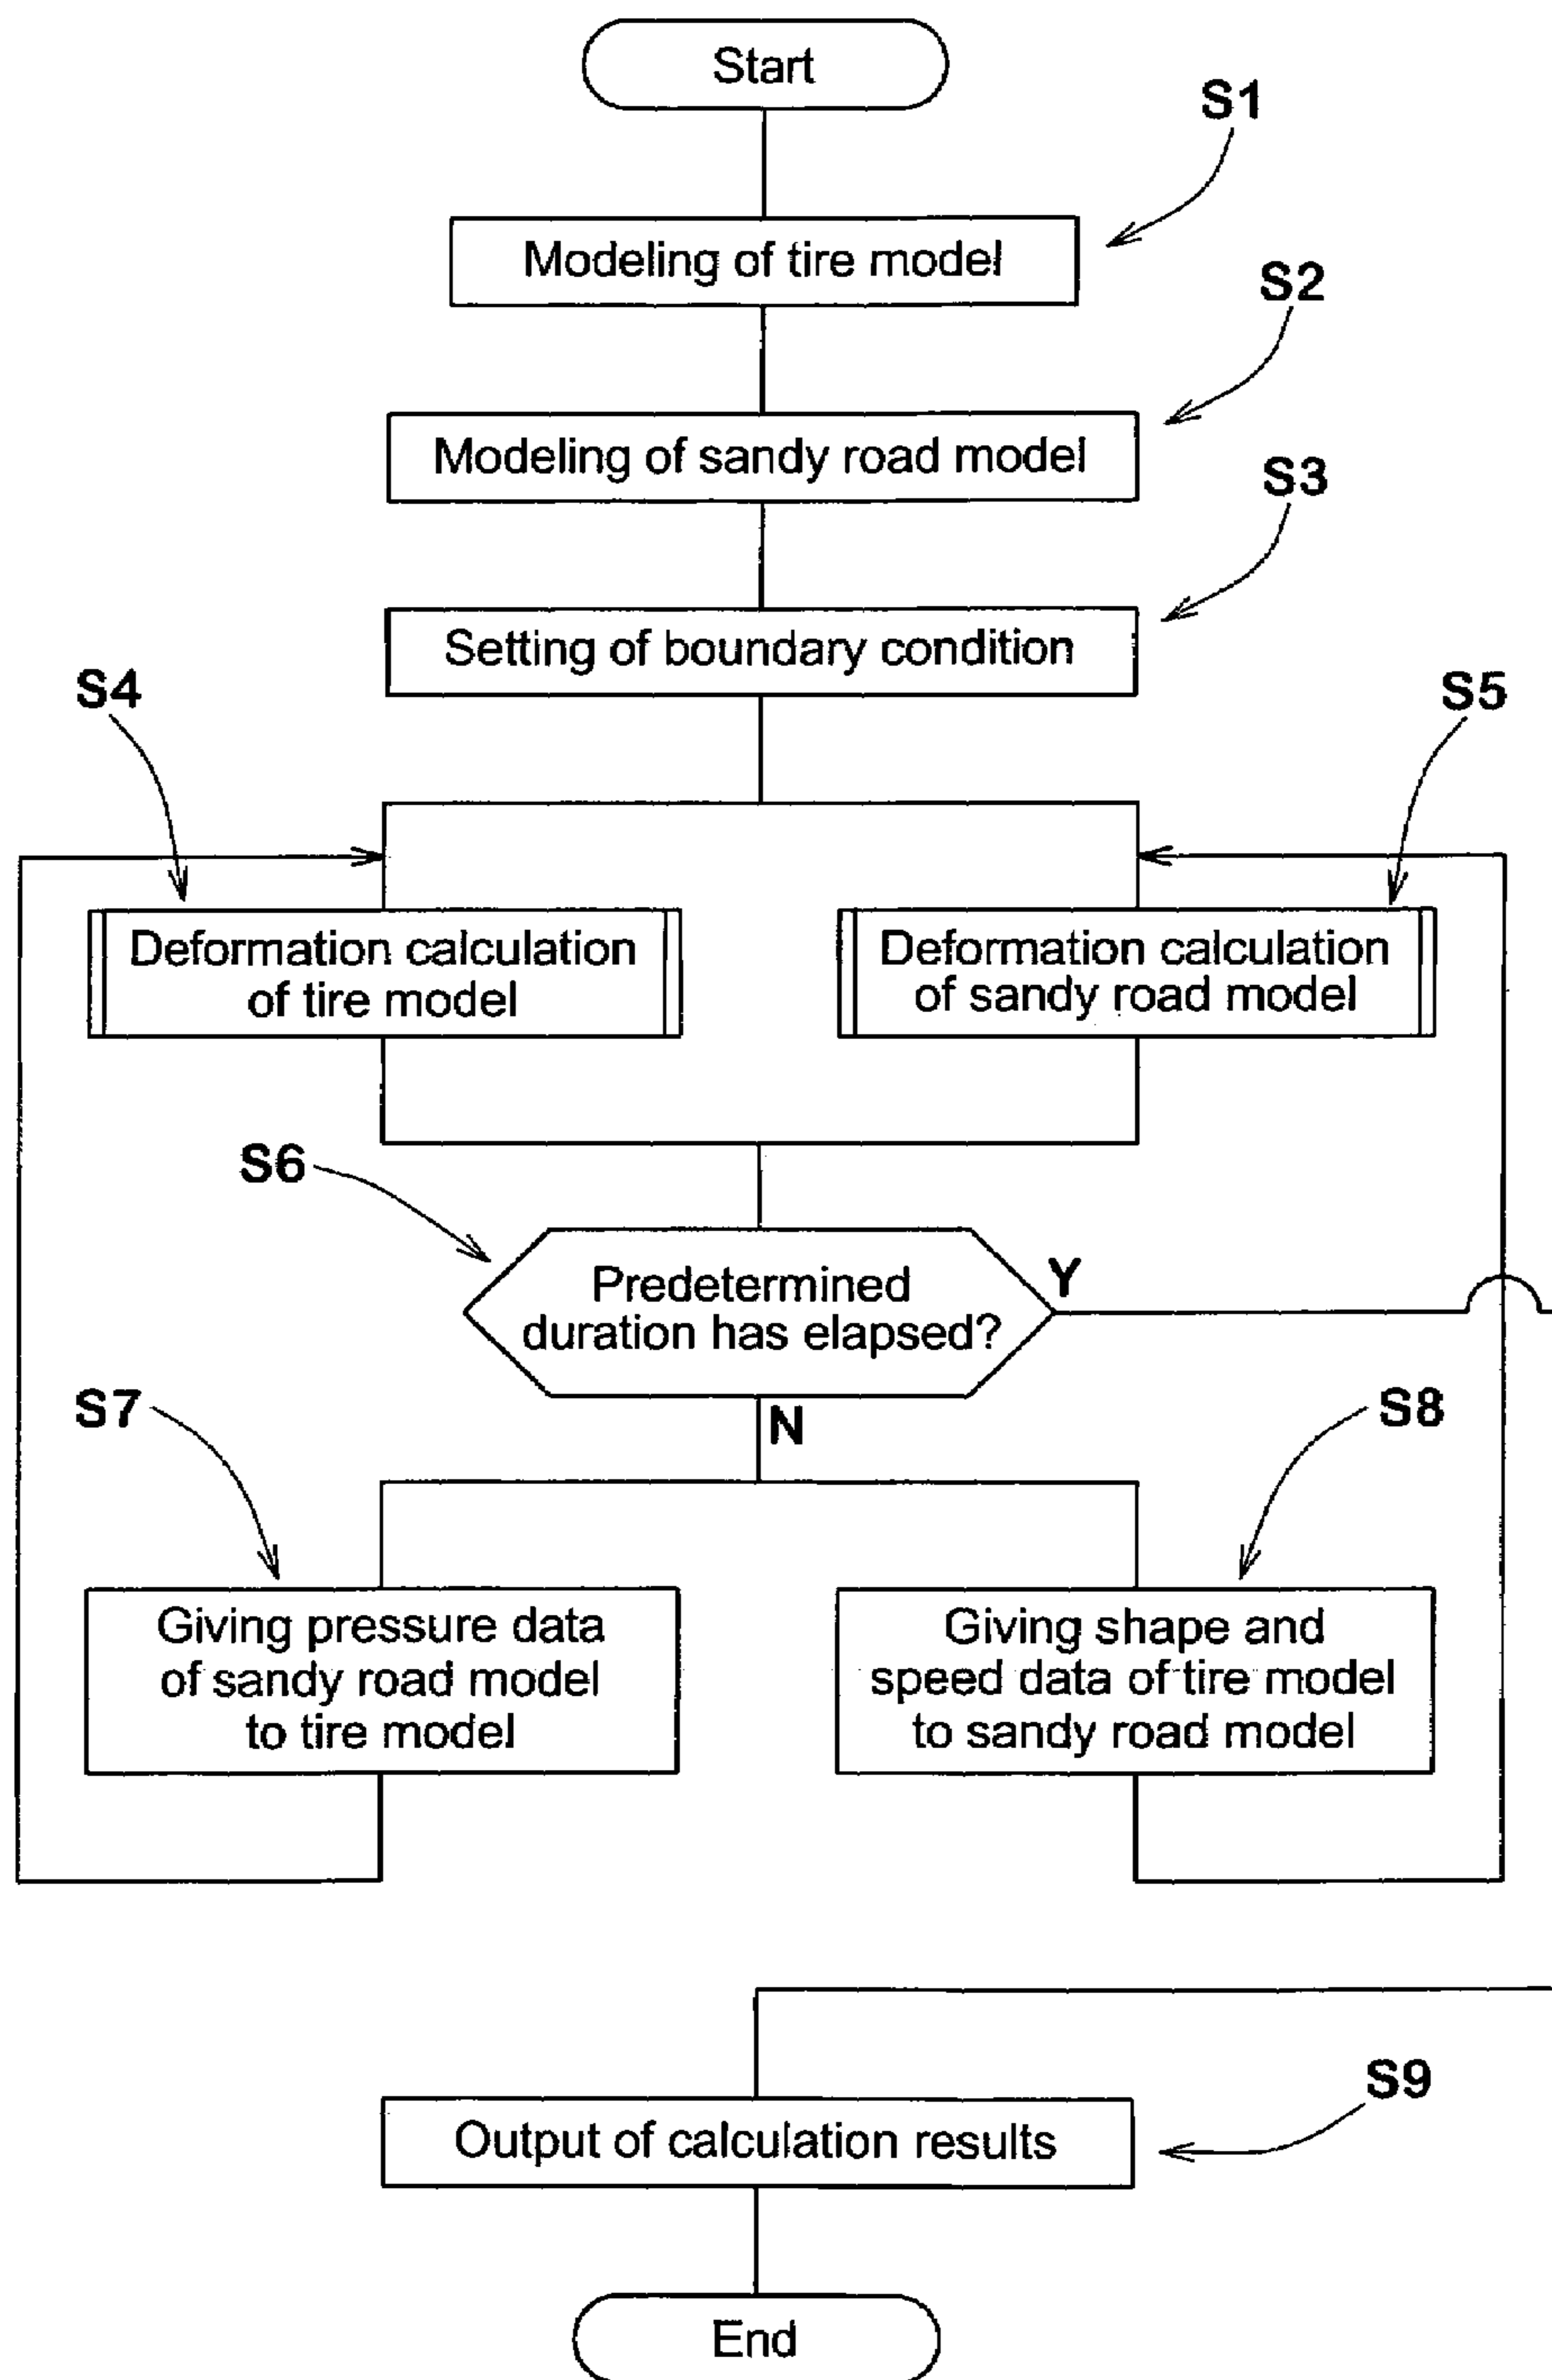 Start
S1
Modeling of tire model
S2
Modeling of sandy road model
S3
Setting of boundary condition
S4
S5
Deformation calculation
of tire model
Deformation calculation
of sandy road model
S6
Predetermined
duration has elapsed?
Y
N
S7
S8
Giving pressure data
of sandy road model
to tire model
Giving shape and
speed data of tire model
to sandy road model
S9
Output of calculation results
End